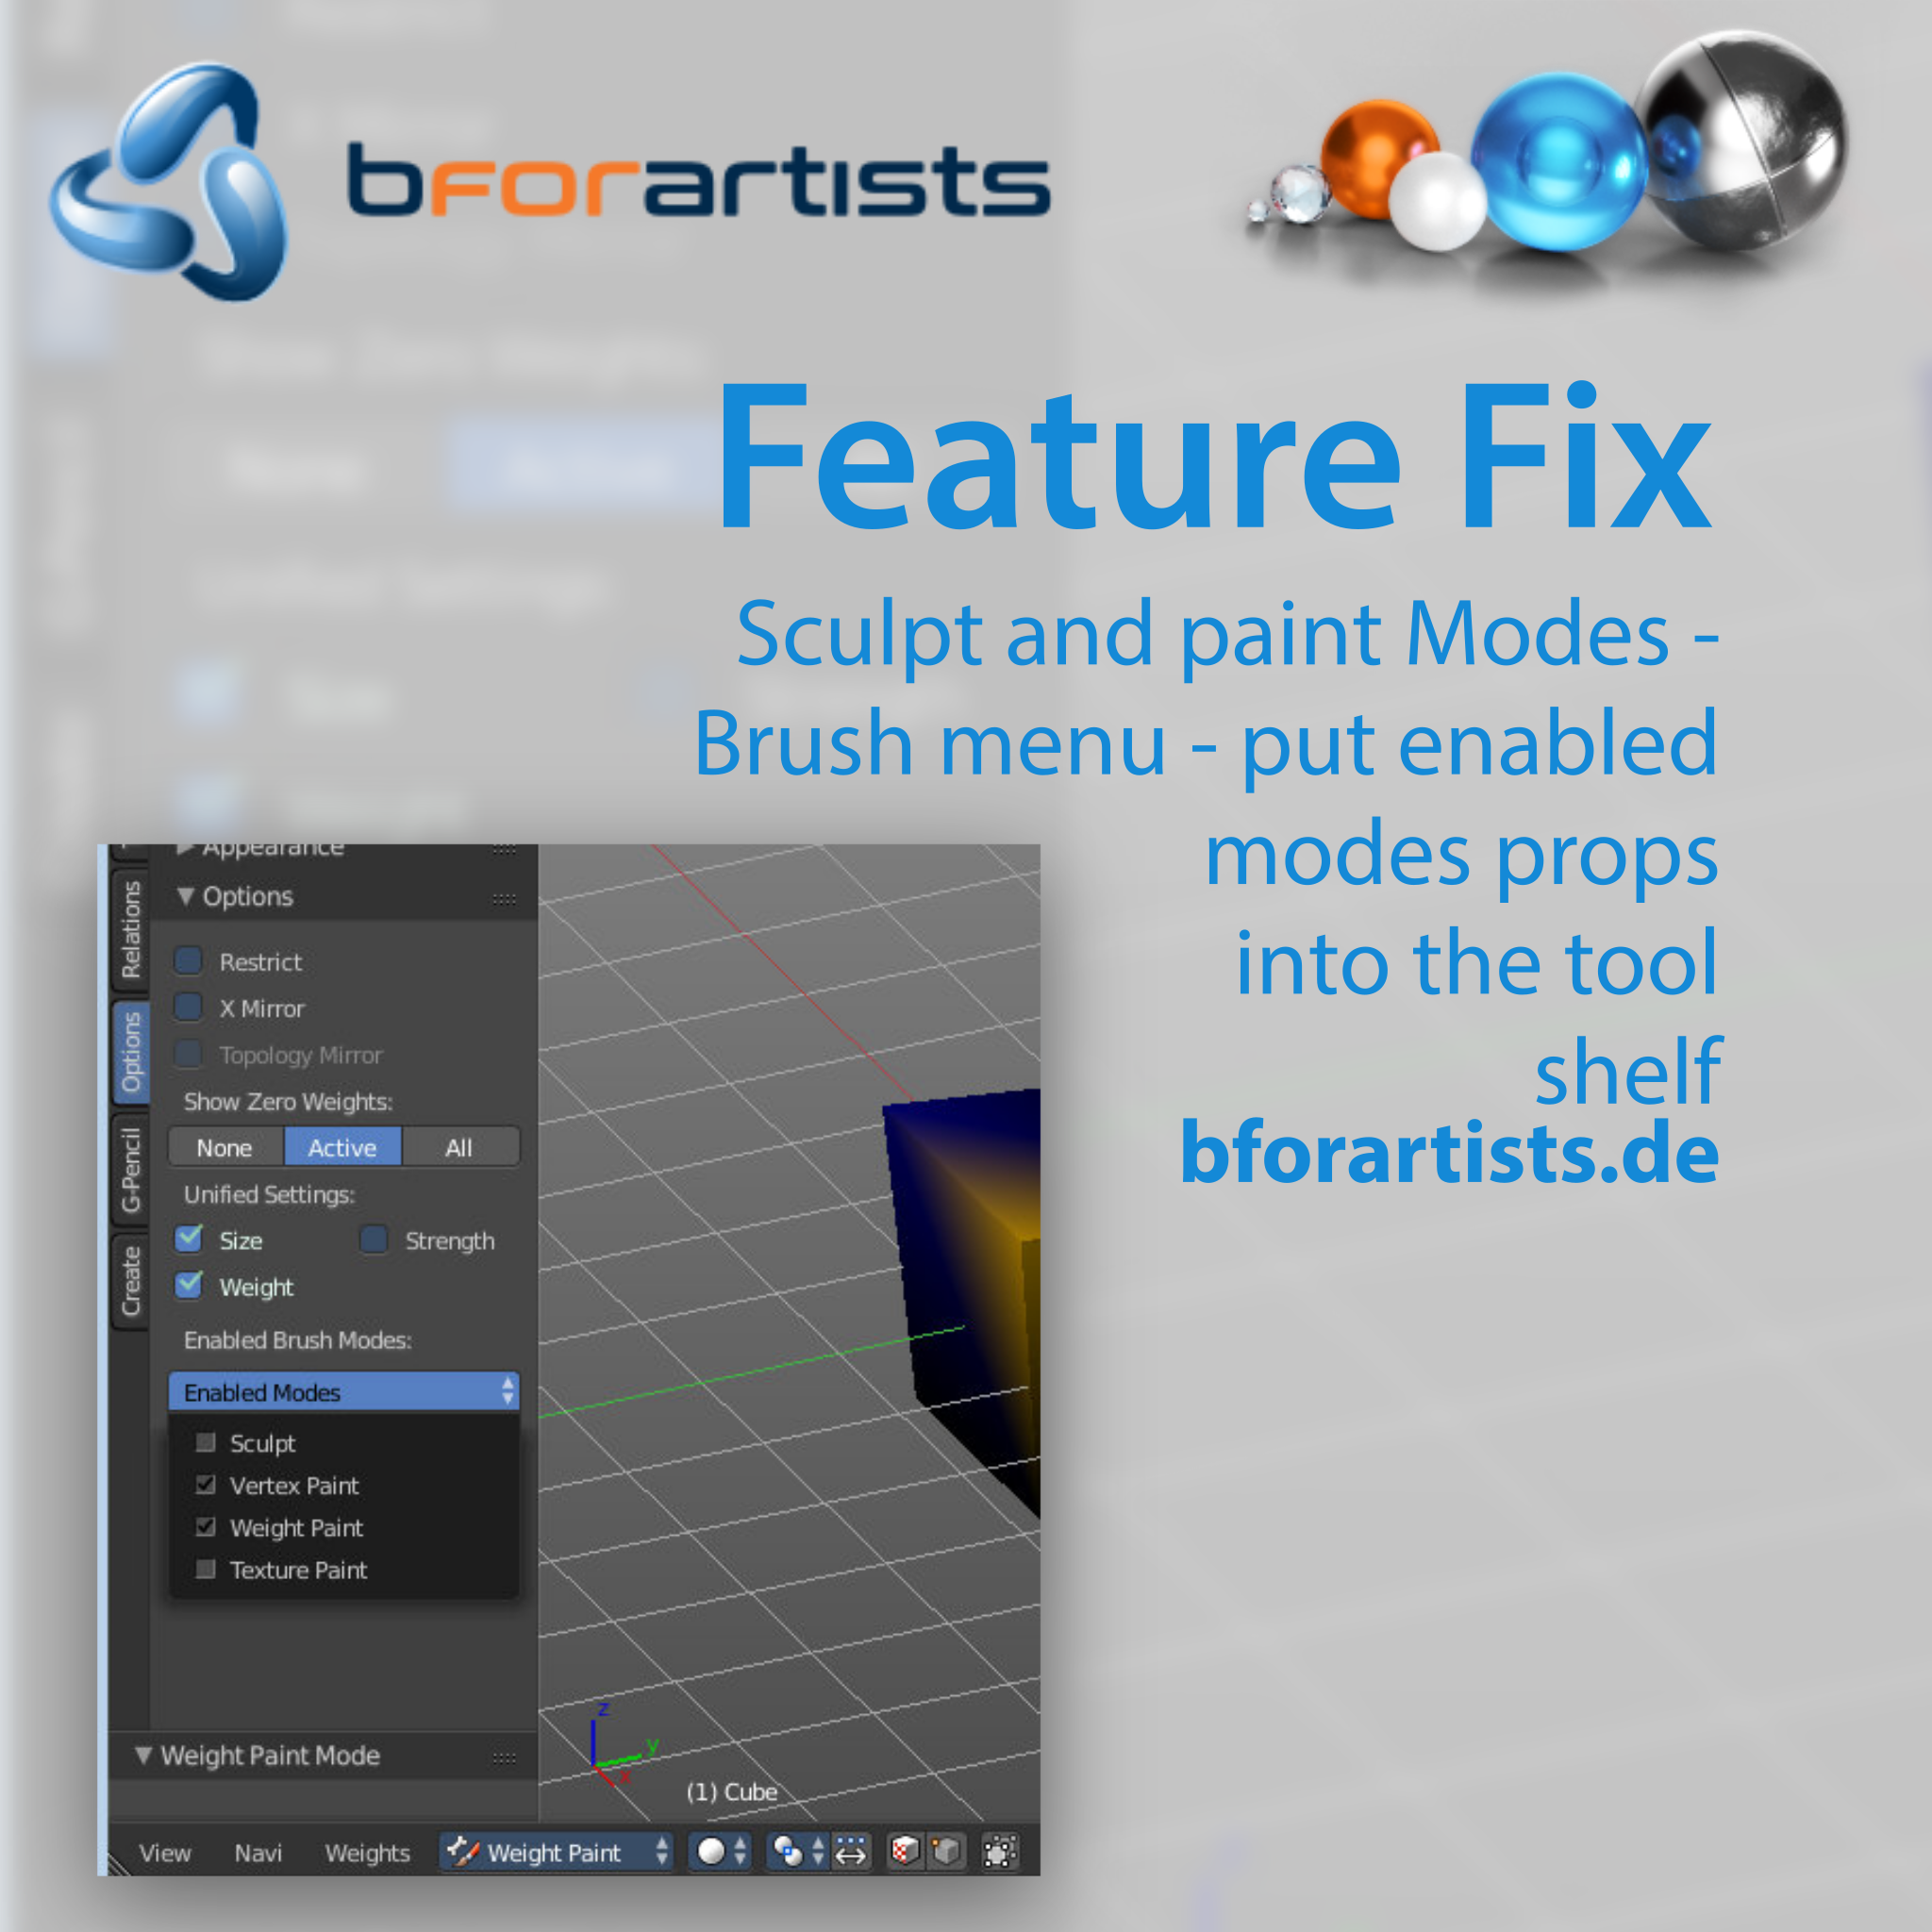 bforartists
Feature Fix
Sculpt and paint Modes -
Brush menu - put enabled
modes props
into the tool
shelf
bforartists.de
Appearance
Options
Restrict
X Mirror
Topology Mirror
Show Zero Weights:
None Active All
Unified Settings:
Size Strength
Weight
Enabled Brush Modes:
Enabled Modes
Sculpt
Vertex Paint
Weight Paint
Texture Paint
Weight Paint Mode
Relations
Options
G-Pencil
Create
z
y
x
(1) Cube
View Navi Weights Weight Paint